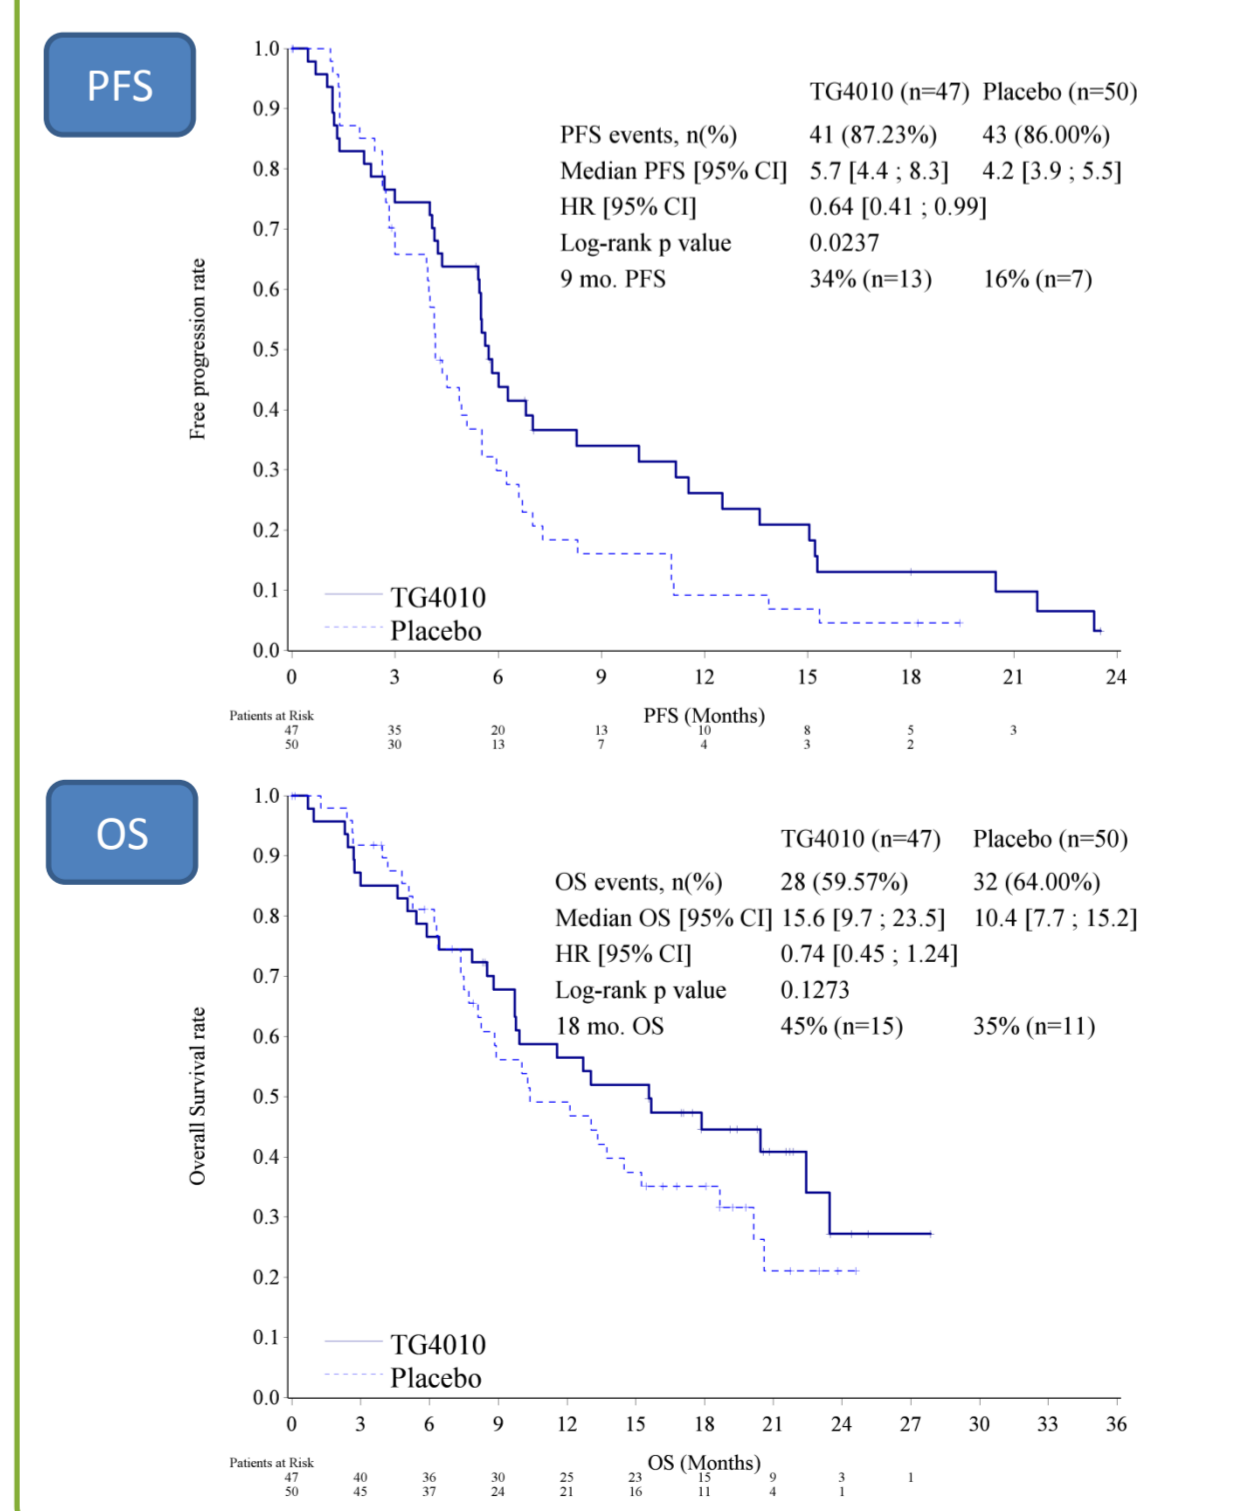 PFS
1.0
0.9
0.8
0.7
0.6
0.5
0.4
0.3
0.2
0.1
0.0
Free progression rate
TG4010 (n=47) Placebo (n=50)
PFS events, n(%) 41 (87.23%) 43 (86.00%)
Median PFS [95% CI] 5.7 [4.4 ; 8.3] 4.2 [3.9 ; 5.5]
HR [95% CI] 0.64 [0.41 ; 0.99]
Log-rank p value 0.0237
9 mo. PFS 34% (n=13) 16% (n=7)
TG4010
Placebo
0 3 6 9 12 15 18 21 24
PFS (Months)
Patients at Risk
47 35 20 13 10 8 5 3
50 30 13 7 4 3 2
OS
1.0
0.9
0.8
0.7
0.6
0.5
0.4
0.3
0.2
0.1
0.0
Overall Survival rate
TG4010 (n=47) Placebo (n=50)
OS events, n(%) 28 (59.57%) 32 (64.00%)
Median OS [95% CI] 15.6 [9.7 ; 23.5] 10.4 [7.7 ; 15.2]
HR [95% CI] 0.74 [0.45 ; 1.24]
Log-rank p value 0.1273
18 mo. OS 45% (n=15) 35% (n=11)
TG4010
Placebo
0 3 6 9 12 15 18 21 24 27 30 33 36
OS (Months)
Patients at Risk
47 40 36 30 25 23 15 9 3 1
50 45 37 24 21 16 11 4 1